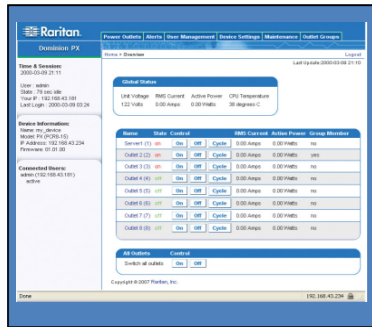 Raritan.
Power Outlets Alerts User Management Device Settings Maintenance Outlet Groups
Dominion PX
Home > Dominion Logout
Last Update:2000-03-09 21:10
Time & Session:
2000-03-09 21:11
User : admin
State : 79 sec idle
Your IP : 192.168.43.181
Last Login : 2000-03-09 03:24
Device Information:
Name: my_device
Model: PX (PCR8-15)
IP Address: 192.168.43.234
Firmware: 01.01.00
Connected Users:
admin (192.168.43.181)
active
Global Status
Unit Voltage RMS Current Active Power CPU Temperature
122 Volts 0.00 Amps 0.00 Watts 38 degrees C
Name State Control RMS Current Active Power Group Member
Server1 (1) on On Off Cycle 0.00 Amps 0.00 Watts no
Outlet 2 (2) on On Off Cycle 0.00 Amps 0.00 Watts yes
Outlet 3 (3) on On Off Cycle 0.00 Amps 0.00 Watts no
Outlet 4 (4) off On Off Cycle 0.00 Amps 0.00 Watts no
Outlet 5 (5) off On Off Cycle 0.00 Amps 0.00 Watts no
Outlet 6 (6) off On Off Cycle 0.00 Amps 0.00 Watts no
Outlet 7 (7) off On Off Cycle 0.00 Amps 0.00 Watts no
Outlet 8 (8) off On Off Cycle 0.00 Amps 0.00 Watts no
All Outlets Control
Switch all outlets On Off
Copyright © 2007 Raritan, Inc.
Done 192.168.43.234